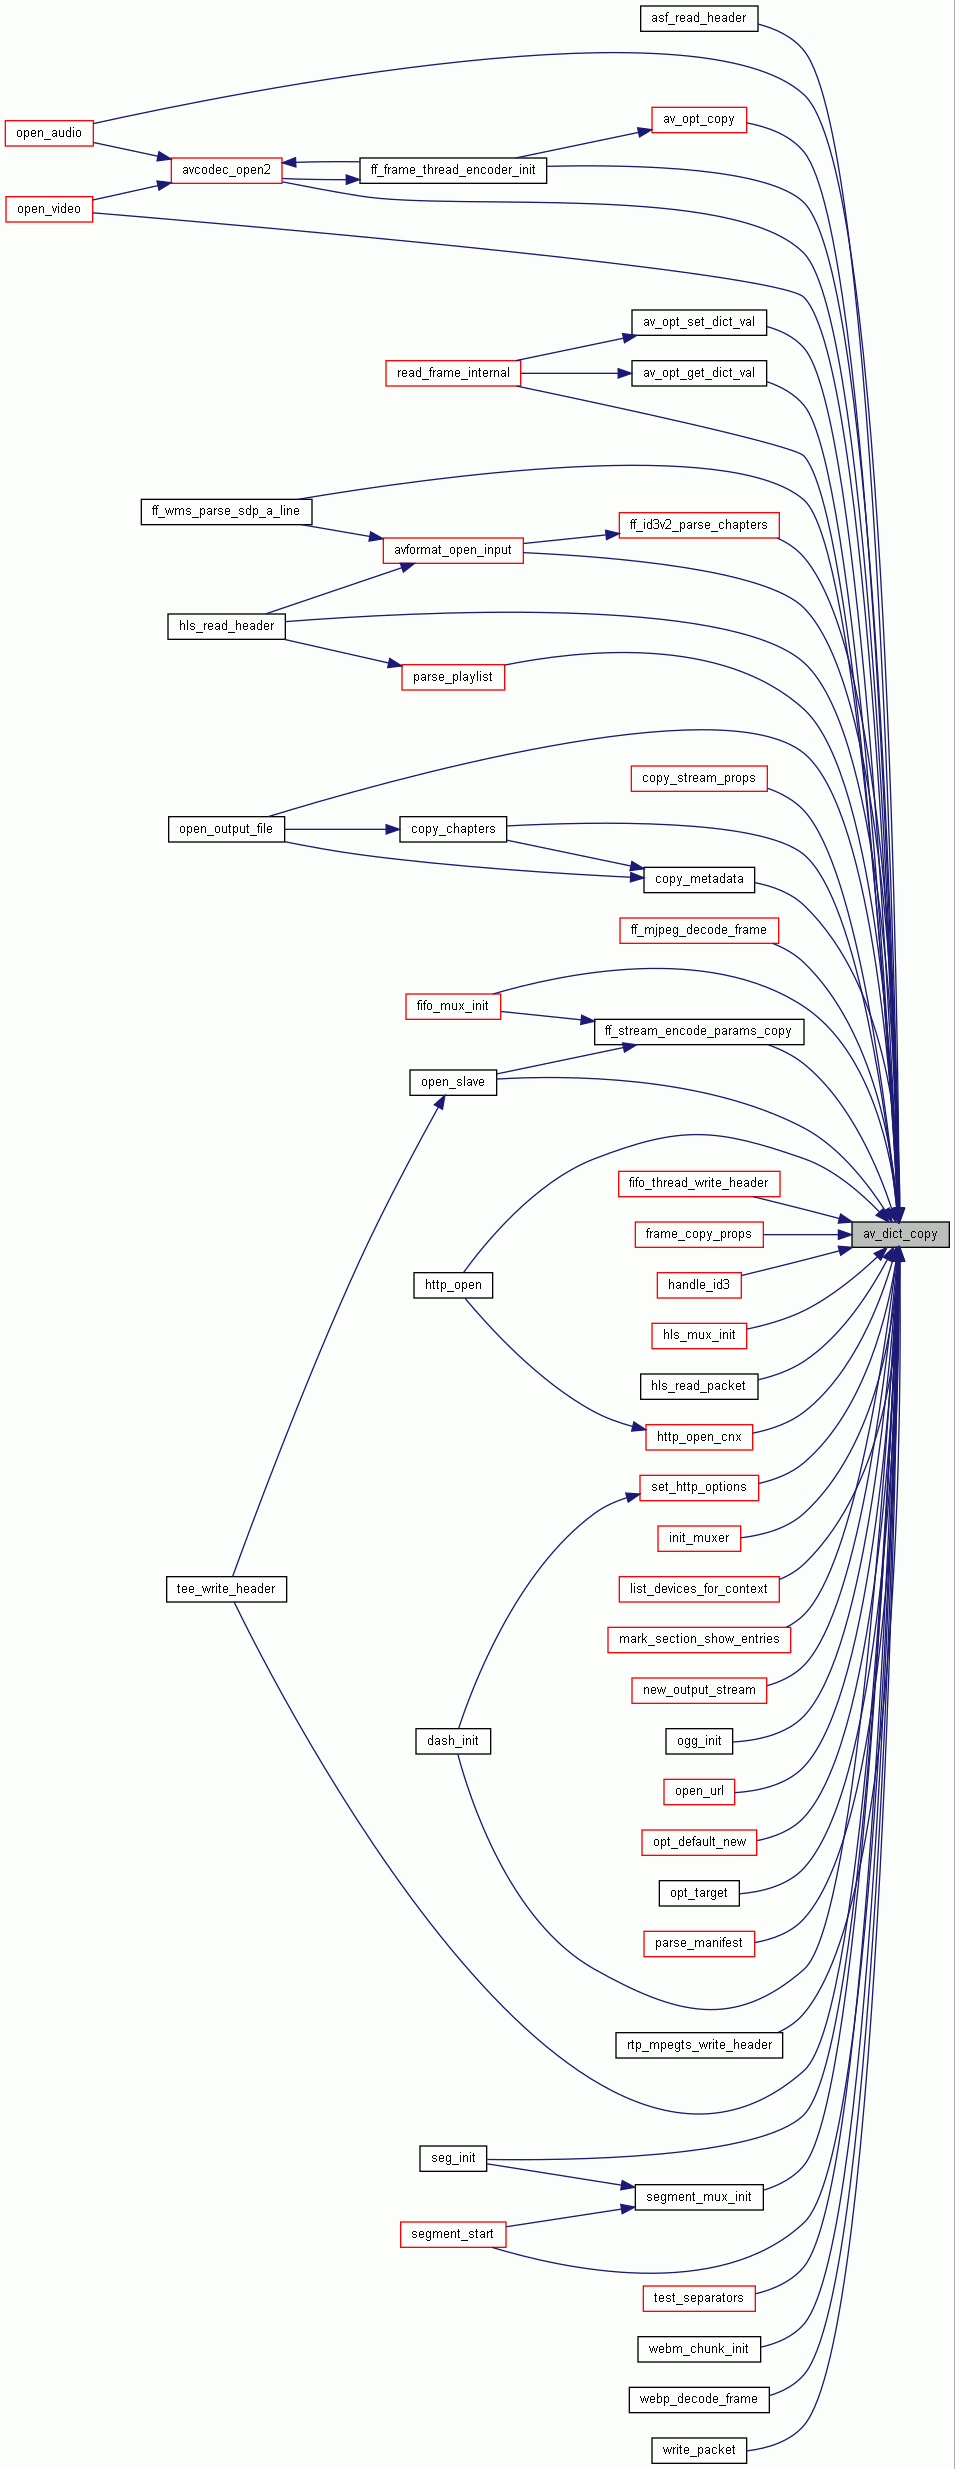 asf_read_header
av_opt_copy
open_audio
avcodec_open2
ff_frame_thread_encoder_init
open_video
av_opt_set_dict_val
read_frame_internal
av_opt_get_dict_val
ff_wms_parse_sdp_a_line
ff_id3v2_parse_chapters
avformat_open_input
hls_read_header
parse_playlist
copy_stream_props
open_output_file
copy_chapters
copy_metadata
ff_mjpeg_decode_frame
fifo_mux_init
ff_stream_encode_params_copy
open_slave
fifo_thread_write_header
frame_copy_props
av_dict_copy
handle_id3
http_open
hls_mux_init
hls_read_packet
http_open_cnx
set_http_options
init_muxer
tee_write_header
list_devices_for_context
mark_section_show_entries
new_output_stream
dash_init
ogg_init
open_url
opt_default_new
opt_target
parse_manifest
rtp_mpegts_write_header
seg_init
segment_mux_init
segment_start
test_separators
webm_chunk_init
webp_decode_frame
write_packet